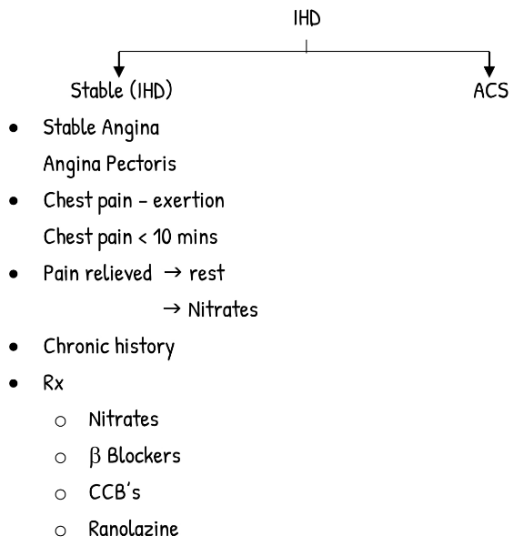 IHD
Stable (IHD)
ACS
● Stable Angina
Angina Pectoris
● Chest pain – exertion
Chest pain < 10 mins
● Pain relieved → rest
→ Nitrates
● Chronic history
● Rx
○ Nitrates
○ β Blockers
○ CCB's
○ Ranolazine